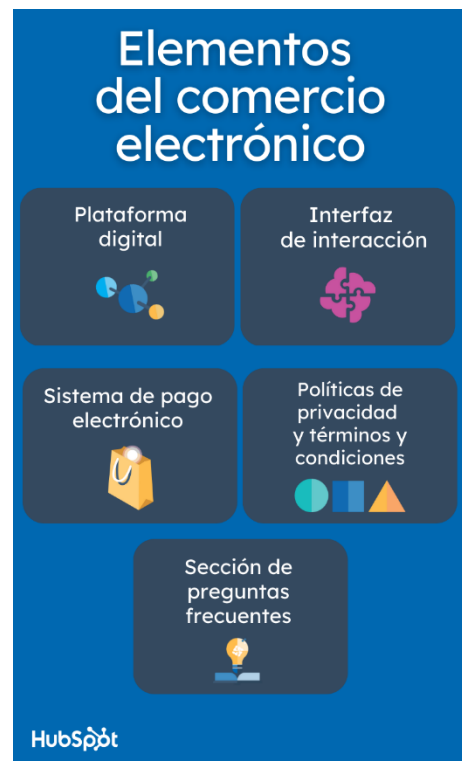 Elementos
del comercio
electrónico
Plataforma
digital
Interfaz
de interacción
Sistema de pago
electrónico
Políticas de
privacidad
y términos y
condiciones
Sección de
preguntas
frecuentes
HubSpot